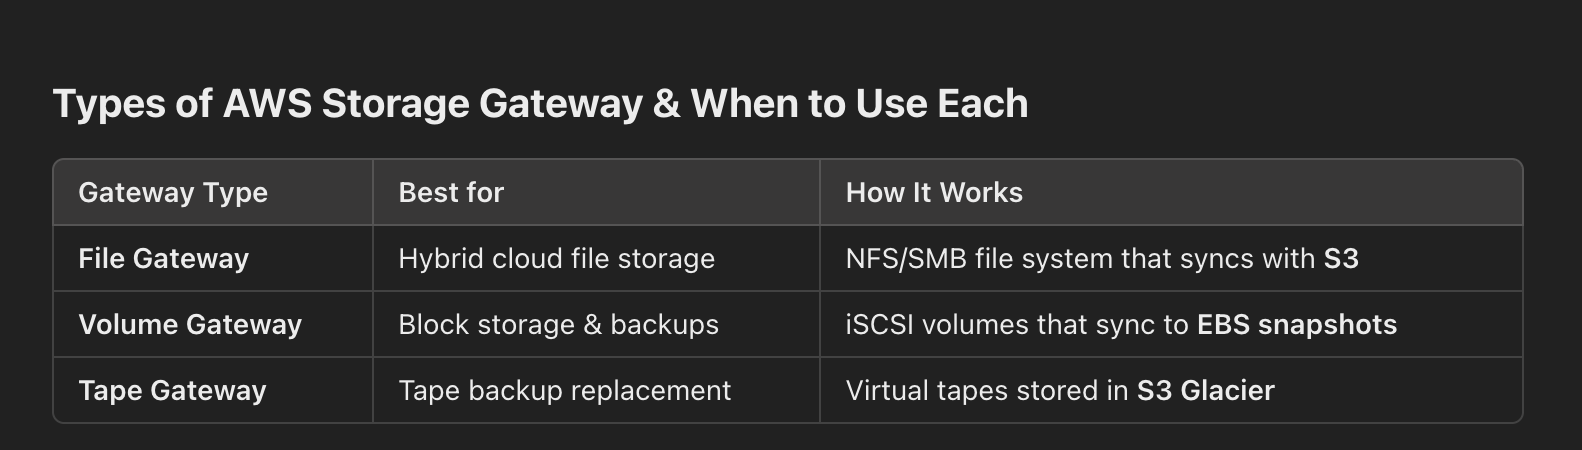 Types of AWS Storage Gateway & When to Use Each
Gateway Type Best for How It Works
File Gateway Hybrid cloud file storage NFS/SMB file system that syncs with S3
Volume Gateway Block storage & backups iSCSI volumes that sync to EBS snapshots
Tape Gateway Tape backup replacement Virtual tapes stored in S3 Glacier